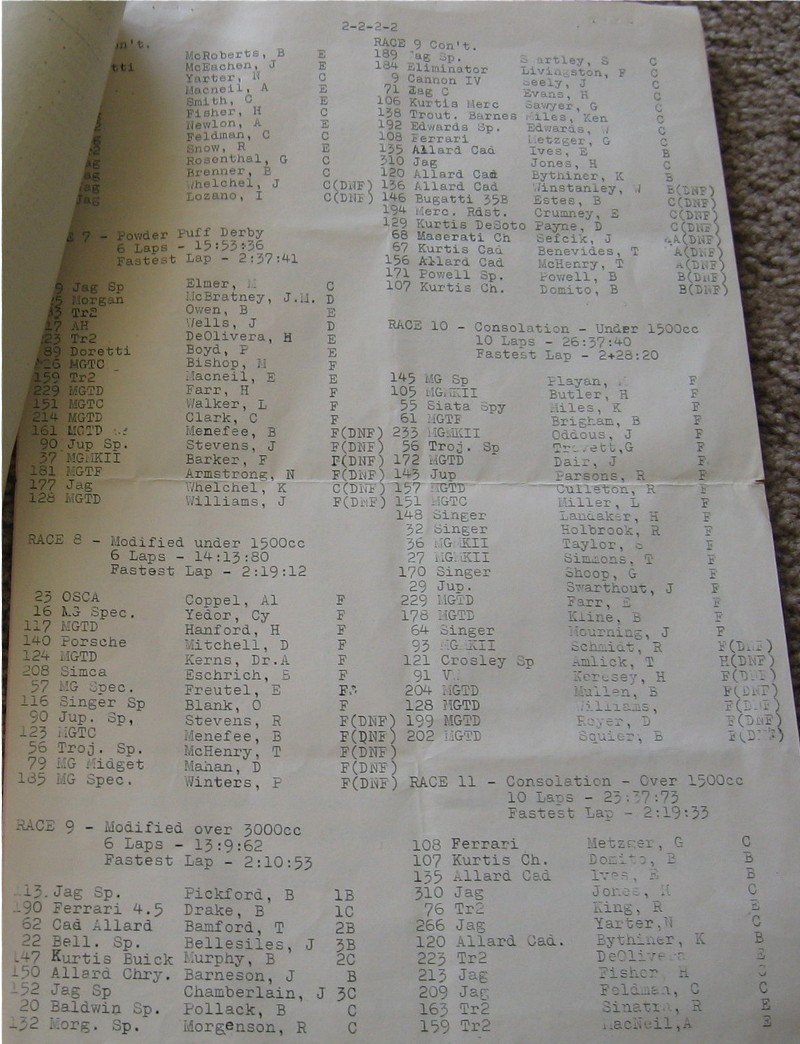 2-2-2-2
McRoberts, B E
McEachen, J E
Yarter, N C
Macneil, A E
Smith, C E
Fisher, H C
Newlon, A E
Feldman, C C
Snow, R E
Rosenthal, G C
Brenner, B C
Whelchel, J C(DNF)
Jag Lozano, I C(DNF)
7 - Powder Puff Derby
6 Laps - 15:53:36
Fastest Lap - 2:37:41
9 Jag Sp Elmer, C
Morgan McBratney, J.M. D
Tr2 Owen, B E
17 AH Wells, J D
23 Tr2 DeOlivera, H E
89 Doretti Boyd, P E
MGTC Bishop, M F
159 Tr2 Macneil, E E
229 MGTD Farr, H F
151 MGTC Walker, L F
214 MGTD Clark, C F
161 MGTD Menefee, B F(DNF)
90 Jup Sp. Stevens, J F(DNF)
37 MGMKII Barker, F F(DNF)
181 MGTF Armstrong, N F(DNF)
177 Jag Whelchel, K C(DNF)
128 MGTD Williams, J F(DNF)
RACE 8 - Modified under 1500cc
6 Laps - 14:13:80
Fastest Lap - 2:19:12
23 OSCA Coppel, Al F
16 MG Spec. Yedor, Cy F
117 MGTD Hanford, H F
140 Porsche Mitchell, D F
124 MGTD Kerns, Dr.A F
208 Simca Eschrich, S F
57 MG Spec. Freutel, E F
116 Singer Sp Blank, O F
90 Jup. Sp, Stevens, R F(DNF)
123 MGTC Menefee, B F(DNF)
56 Troj. Sp. McHenry, T F(DNF)
79 MG Midget Mahan, D F(DNF)
185 MG Spec. Winters, P F(DNF)
RACE 9 - Modified over 3000cc
6 Laps - 13:9:62
Fastest Lap - 2:10:53
13. Jag Sp. Pickford, B 1B
190 Ferrari 4.5 Drake, B 1C
62 Cad Allard Bamford, T 2B
22 Bell. Sp. Bellesiles, J 3B
147 Kurtis Buick Murphy, B 2C
150 Allard Chry. Barneson, J B
152 Jag Sp Chamberlain, J 3C
20 Baldwin Sp. Pollack, B C
132 Morg. Sp. Morgenson, R C
RACE 9 Con't.
189 Jag Sp. S C
184 Eliminator Livingston, F C
9 Cannon IV Seely, J C
71 Jag C Evans, H C
106 Kurtis Merc Sawyer, G C
138 Trout. Barnes Miles, Ken C
192 Edwards Sp. Edwards, C
108 Ferrari Metzger, G C
135 Allard Cad Ives, E B
310 Jag Jones, H C
120 Allard Cad Bythiner, K B
136 Allard Cad Winstanley, W B(DNF)
146 Bugatti 35B Estes, B C(DNF)
194 Merc. Rdst. Crumney, E C(DNF)
129 Kurtis DeSoto Payne, D C(DNF)
68 Maserati Ch Sefcik, J A(DNF)
67 Kurtis Cad Benevides, T A(DNF)
156 Allard Cad McHenry, T A(DNF)
171 Powell Sp. Powell, B B(DNF)
107 Kurtis Ch. Domito, B B(DNF)
RACE 10 - Consolation - Under 1500cc
10 Laps - 26:37:40
Fastest Lap - 2+28:20
145 MG Sp Playan, F
105 MGMKII Butler, H F
55 Siata Spy Miles, K F
61 MGTF Brigham, B F
233 MGMKII Oddous, J F
56 Troj. Sp F
172 MGTD Dair, J F
143 Jup Parsons, R F
157 MGTD Culleton, R F
151 MGTC Miller, L F
148 Singer Landaker, H F
32 Singer Holbrook, R F
36 MG.MKII Taylor, F
27 MG.MKII Simmons, T F
170 Singer Shoop, G F
29 Jup. Swarthout, J F
229 MGTD Farr, F
178 MGTD Kline, B F
64 Singer Mourning, J F
93 MG.MKII Schmidt, R F(DNF)
121 Crosley Sp Amlick, T H(DNF)
91 Kercsey, H F(DNF)
204 MGTD Mullen, B F(DNF)
128 MGTD Williams, F(DNF)
199 MGTD Royer, D F(DNF)
202 MGTD Squier, B F(DNF)
RACE 11 - Consolation - Over 1500cc
10 Laps - 23:37:73
Fastest Lap - 2:19:33
108 Ferrari Metzger, G C
107 Kurtis Ch. Domito, B B
135 Allard Cad Ives, B
310 Jag Jones, H C
76 Tr2 King, R E
266 Jag Yarter,N C
120 Allard Cad. Bythiner, K B
223 Tr2 E
213 Jag Fisher H C
209 Jag Feldman, C C
163 Tr2 Sinatra, R E
159 Tr2 MacNeil,A E